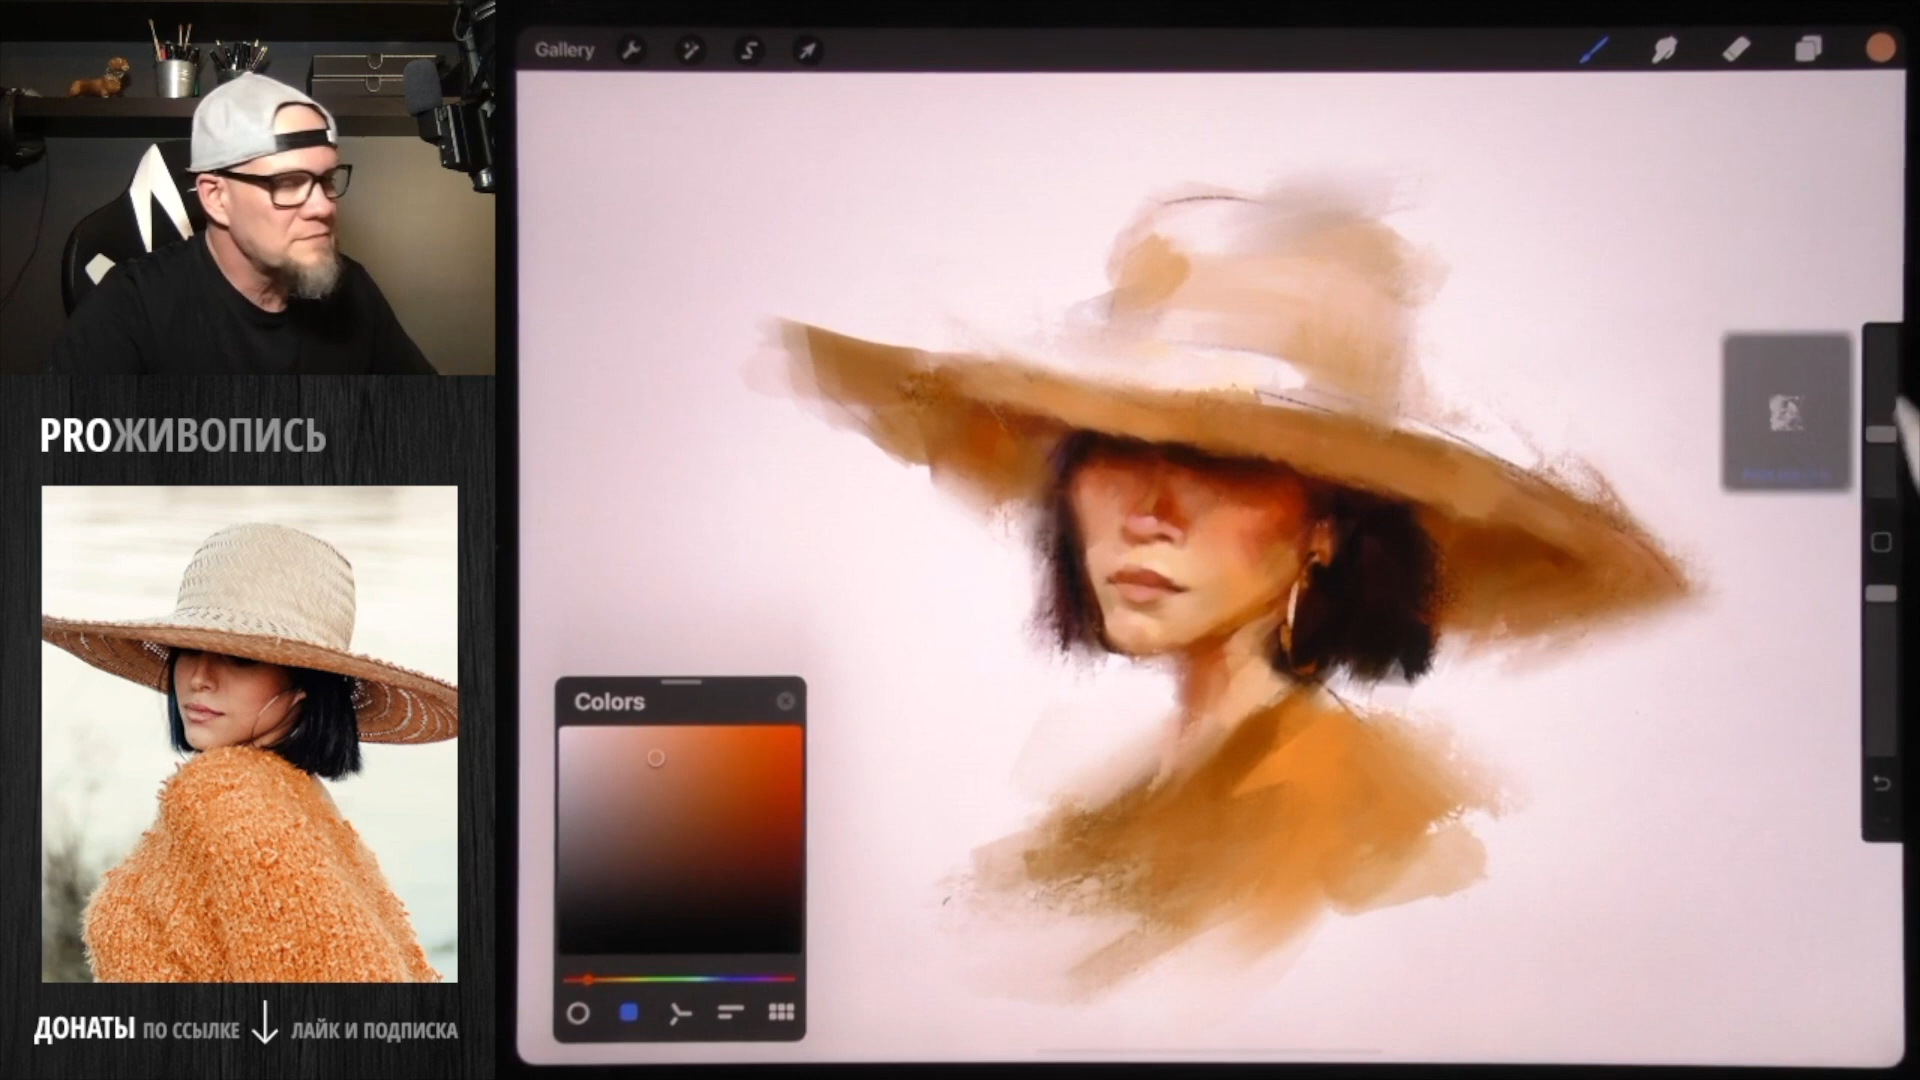 Gallery
PROЖИВОПИСЬ
Colors
ДОНАТЫ ПО ССЫЛКЕ ↓ ЛАЙК И ПОДПИСКА